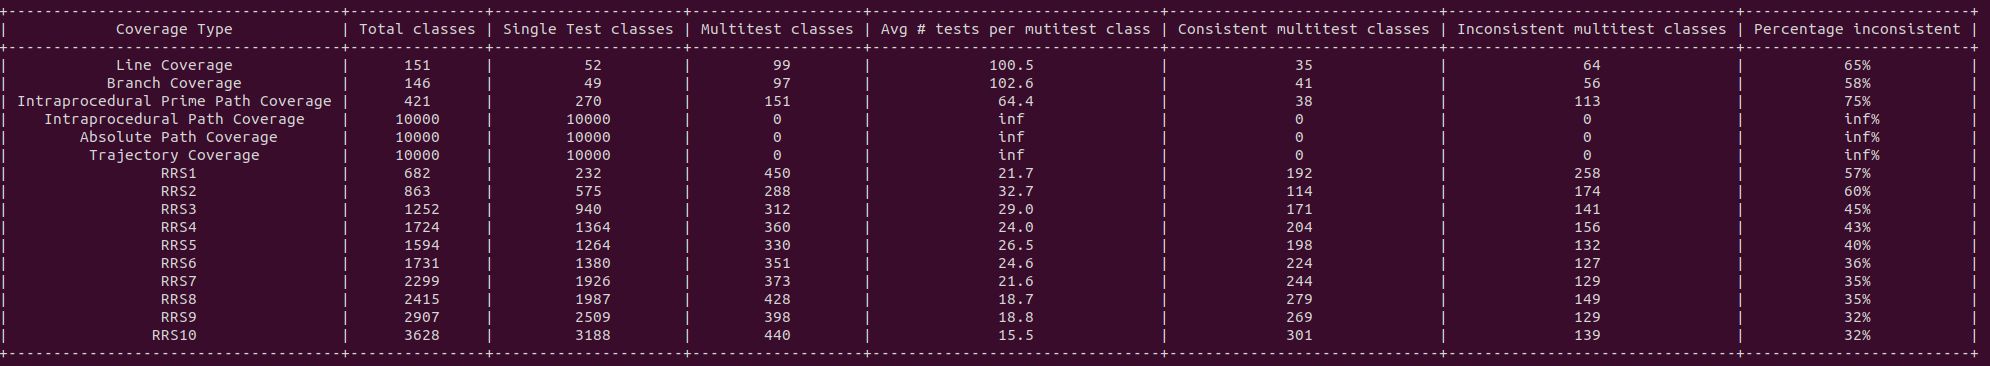 | Coverage Type | Total classes | Single Test classes | Multitest classes | Avg # tests per mutitest class | Consistent multitest classes | Inconsistent multitest classes | Percentage inconsistent |
| Line Coverage | 151 | 52 | 99 | 100.5 | 35 | 64 | 65% |
| Branch Coverage | 146 | 49 | 97 | 102.6 | 41 | 56 | 58% |
| Intraprocedural Prime Path Coverage | 421 | 270 | 151 | 64.4 | 38 | 113 | 75% |
| Intraprocedural Path Coverage | 10000 | 10000 | 0 | inf | 0 | 0 | inf% |
| Absolute Path Coverage | 10000 | 10000 | 0 | inf | 0 | 0 | inf% |
| Trajectory Coverage | 10000 | 10000 | 0 | inf | 0 | 0 | inf% |
| RRS1 | 682 | 232 | 450 | 21.7 | 192 | 258 | 57% |
| RRS2 | 863 | 575 | 288 | 32.7 | 114 | 174 | 60% |
| RRS3 | 1252 | 940 | 312 | 29.0 | 171 | 141 | 45% |
| RRS4 | 1724 | 1364 | 360 | 24.0 | 204 | 156 | 43% |
| RRS5 | 1594 | 1264 | 330 | 26.5 | 198 | 132 | 40% |
| RRS6 | 1731 | 1380 | 351 | 24.6 | 224 | 127 | 36% |
| RRS7 | 2299 | 1926 | 373 | 21.6 | 244 | 129 | 35% |
| RRS8 | 2415 | 1987 | 428 | 18.7 | 279 | 149 | 35% |
| RRS9 | 2907 | 2509 | 398 | 18.8 | 269 | 129 | 32% |
| RRS10 | 3628 | 3188 | 440 | 15.5 | 301 | 139 | 32% |